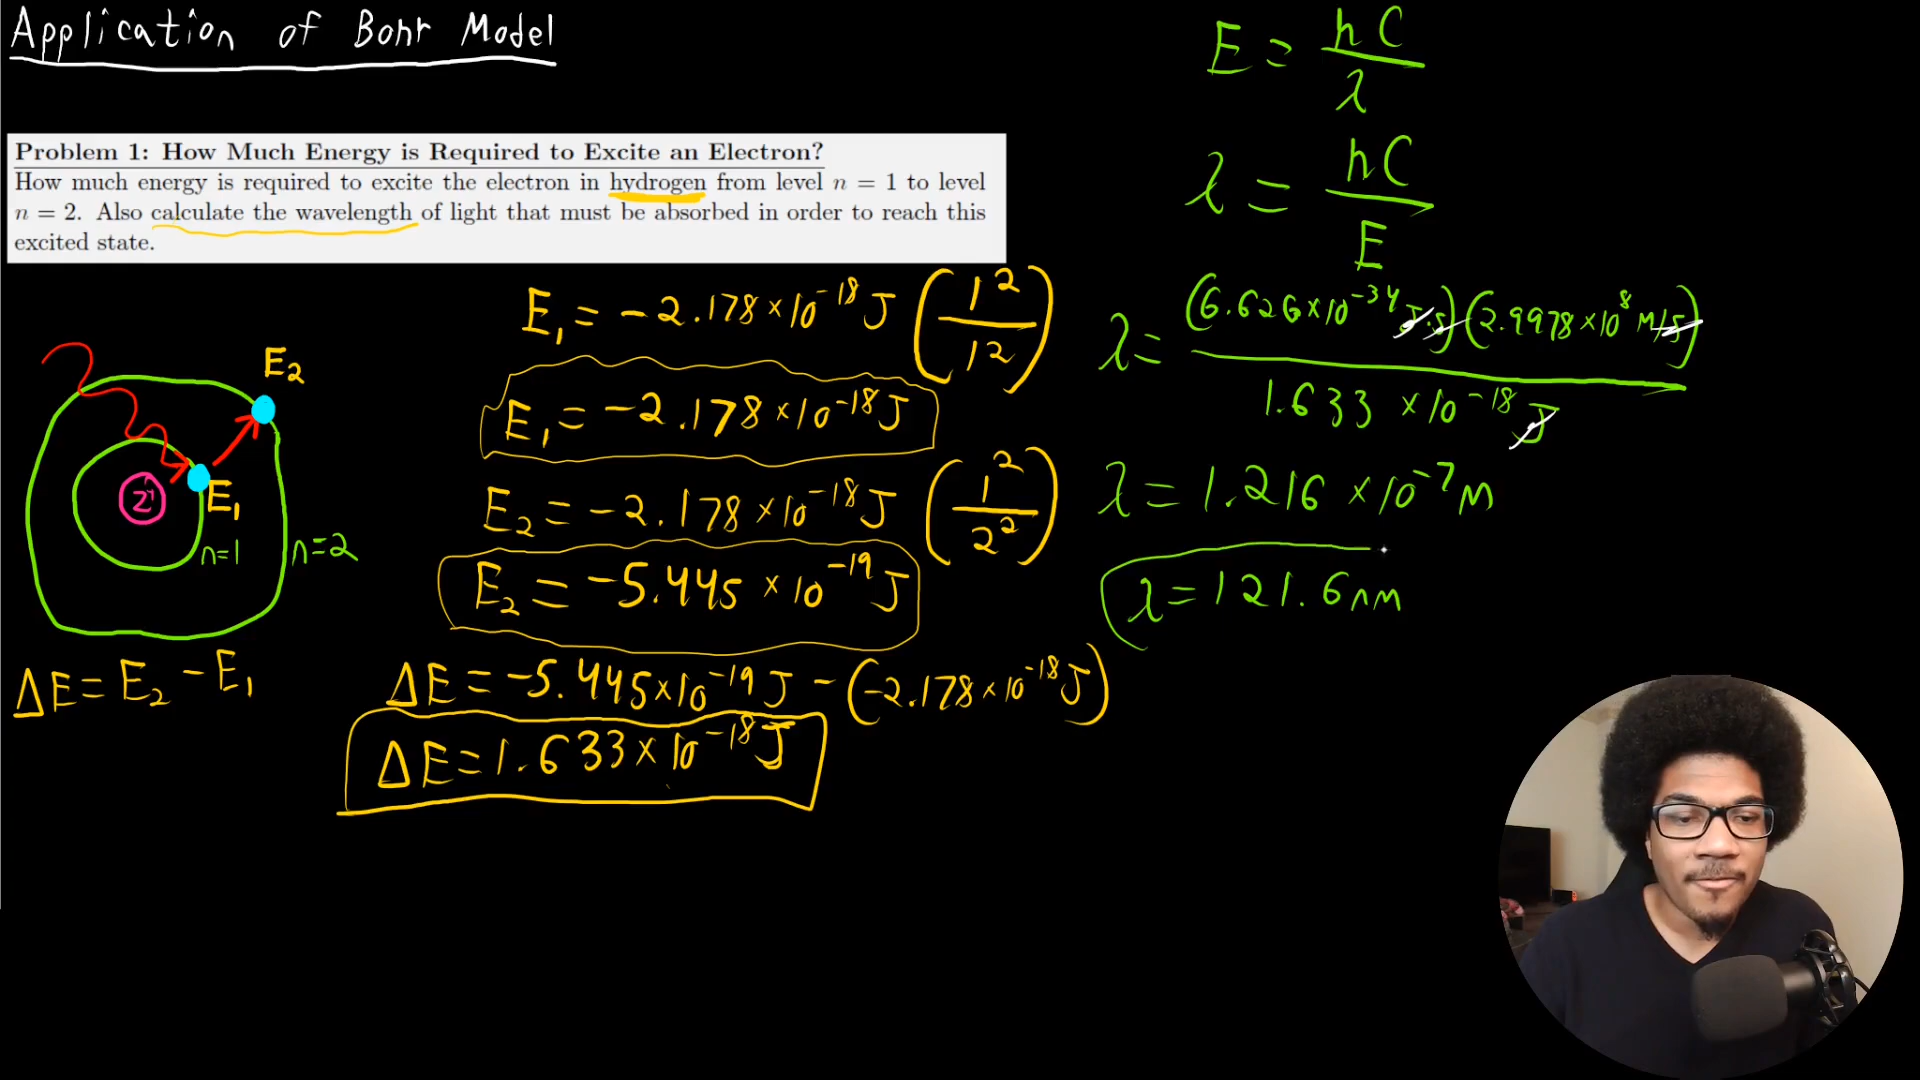 Application of Bohr Model
Problem 1: How Much Energy is Required to Excite an Electron?
How much energy is required to excite the electron in hydrogen from level n = 1 to level
n = 2. Also calculate the wavelength of light that must be absorbed in order to reach this
excited state.
E₂
E₁
Z⁺
n=1
n=2
ΔE = E₂ − E₁
E₁ = −2.178×10⁻¹⁸ J (1²/1²)
E₁ = −2.178×10⁻¹⁸ J
E₂ = −2.178×10⁻¹⁸ J (1²/2²)
E₂ = −5.445 ×10⁻¹⁹ J
ΔE = −5.445×10⁻¹⁹ J − (−2.178×10⁻¹⁸ J)
ΔE = 1.633×10⁻¹⁸ J
E = hC/λ
λ = hC/E
λ = (6.626×10⁻³⁴ J·s)(2.9978×10⁸ m/s) / 1.633 ×10⁻¹⁸ J
λ = 1.216 ×10⁻⁷ m
λ = 121.6nm